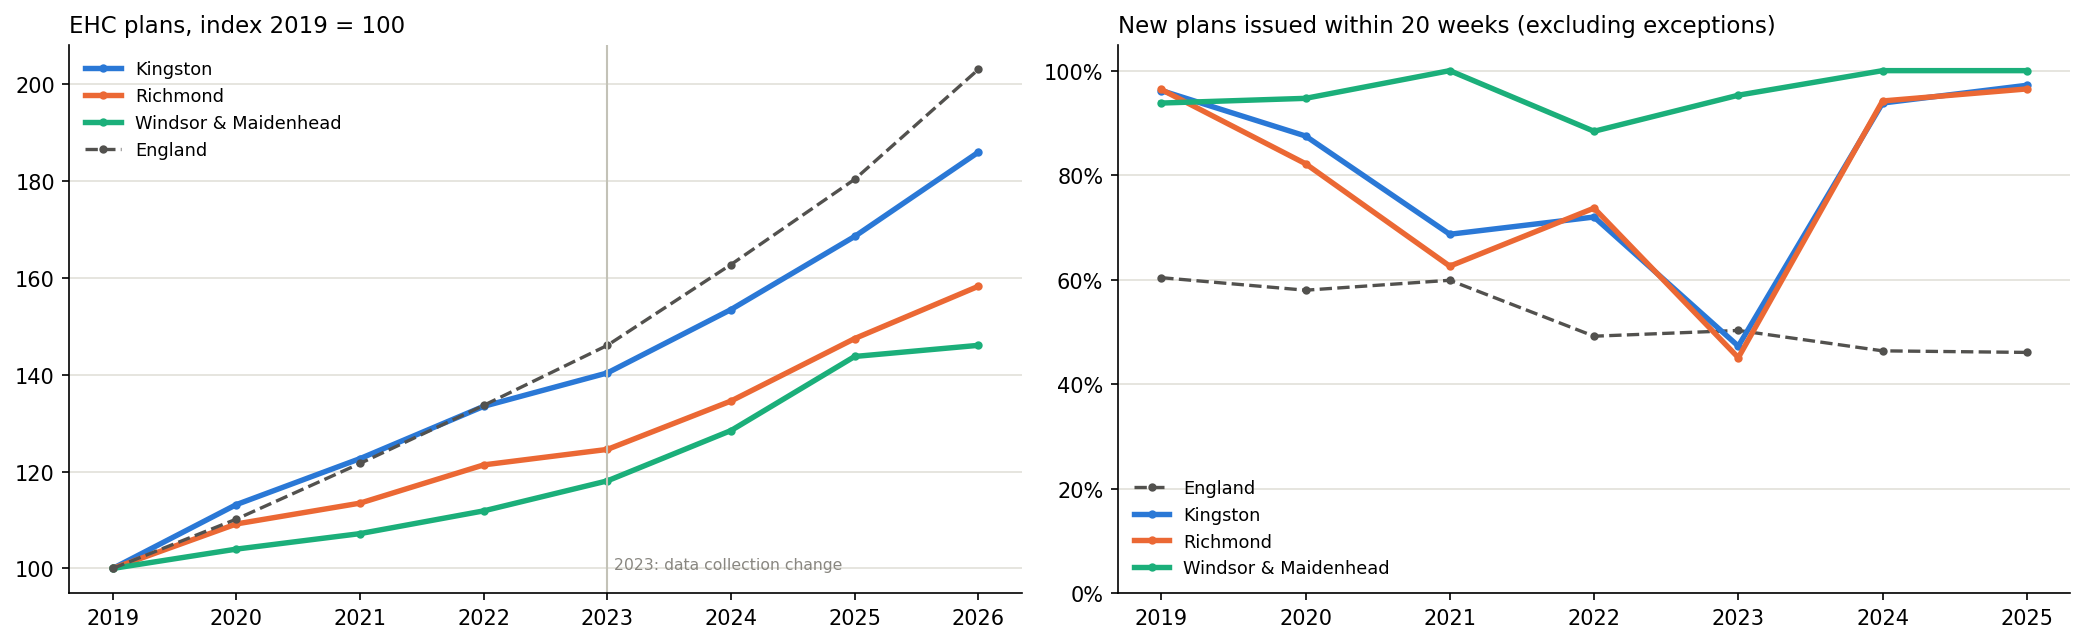 EHC plans, index 2019 = 100
Kingston
Richmond
Windsor & Maidenhead
England
200
180
160
140
120
100
2023: data collection change
2019 2020 2021 2022 2023 2024 2025 2026
New plans issued within 20 weeks (excluding exceptions)
100%
80%
60%
40%
20%
0%
England
Kingston
Richmond
Windsor & Maidenhead
2019 2020 2021 2022 2023 2024 2025